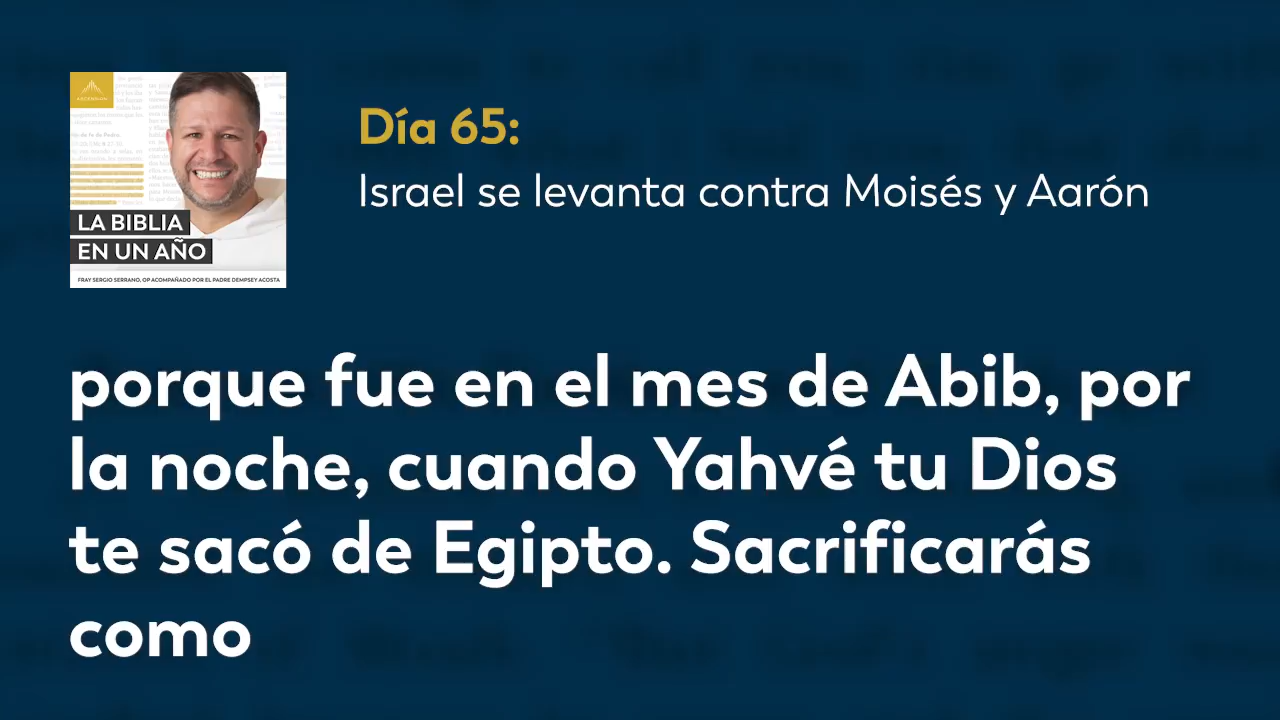 ASCENSION
LA BIBLIA
EN UN AÑO
FRAY SERGIO SERRANO, OP ACOMPAÑADO POR EL PADRE DEMPSEY ACOSTA
Día 65:
Israel se levanta contra Moisés y Aarón
porque fue en el mes de Abib, por
la noche, cuando Yahvé tu Dios
te sacó de Egipto. Sacrificarás
como